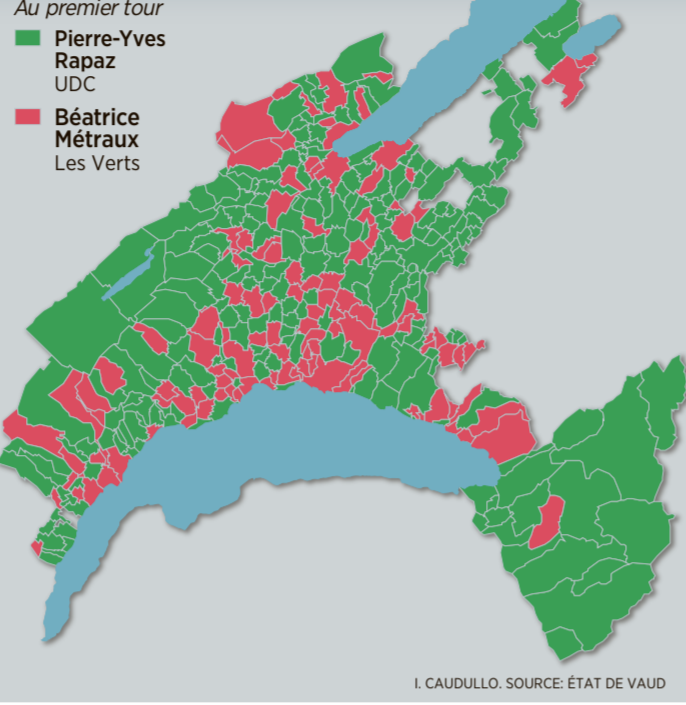 Au premier tour
Pierre-Yves
Rapaz
UDC
Béatrice
Métraux
Les Verts
I. CAUDULLO. SOURCE: ÉTAT DE VAUD